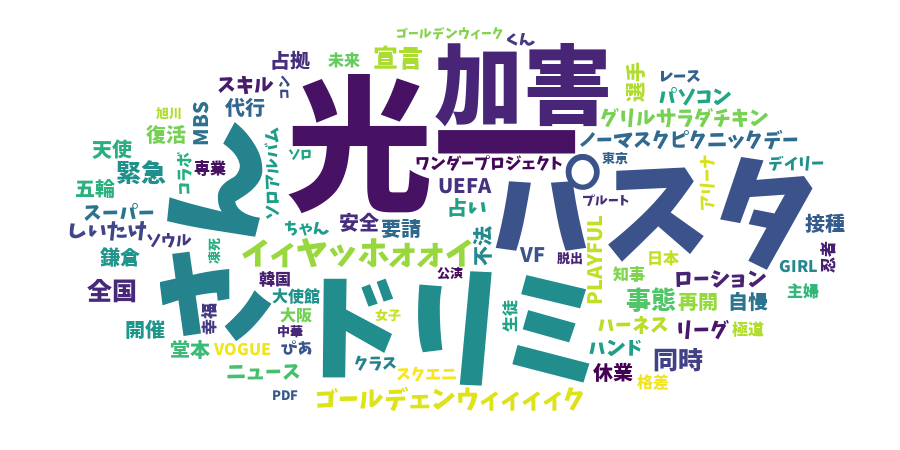 ゴールデンウィーク
くん
占拠
未来
宣言
加害
スキル
コン
光
選手
レース
パソコン
旭川
MBS
代行
グリルサラダチキン
復活
ー
ノーマスクピクニックデー
天使
緊急
コラボ
専業
ん
ソロアルバム
ソロ
ワンダープロジェクト
東京
デイリー
五輪
UEFA
パスタ
アリーナ
スーパー
しいたけ
ソウル
ちゃん
安全
要請
占い
ブルート
接種
鎌倉
凍死
イィヤッホォオイ
不法
VF
脱出
PLAYFUL
日本
GIRL
忍者
全国
ヤン
韓国
公演
知事
ローション
主婦
幸福
大使館
ドリミ
事態
再開
自慢
開催
大阪
女子
生徒
ハーネス
リーグ
極道
中華
堂本
VOGUE
ぴあ
ハンド
同時
ニュース
クラス
スクエニ
休業
格差
PDF
ゴールデェンウィィィィク